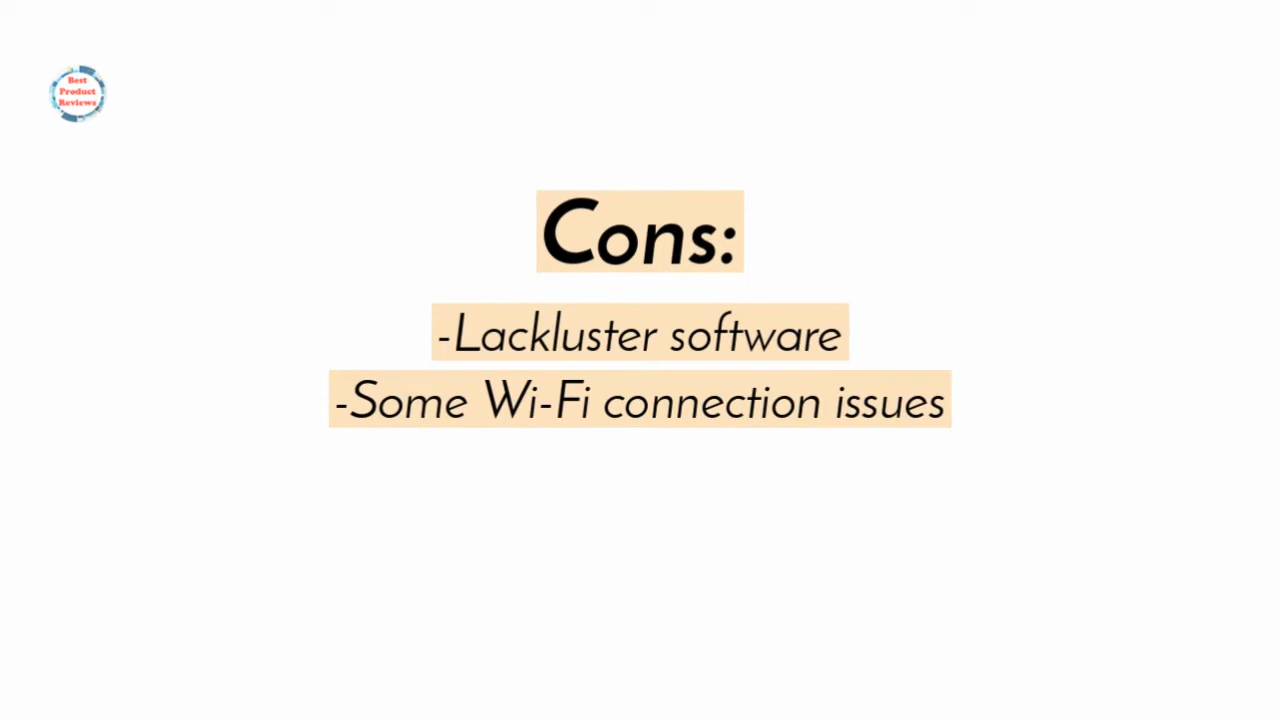 Best
Product
Reviews
Cons:
-Lackluster software
-Some Wi-Fi connection issues